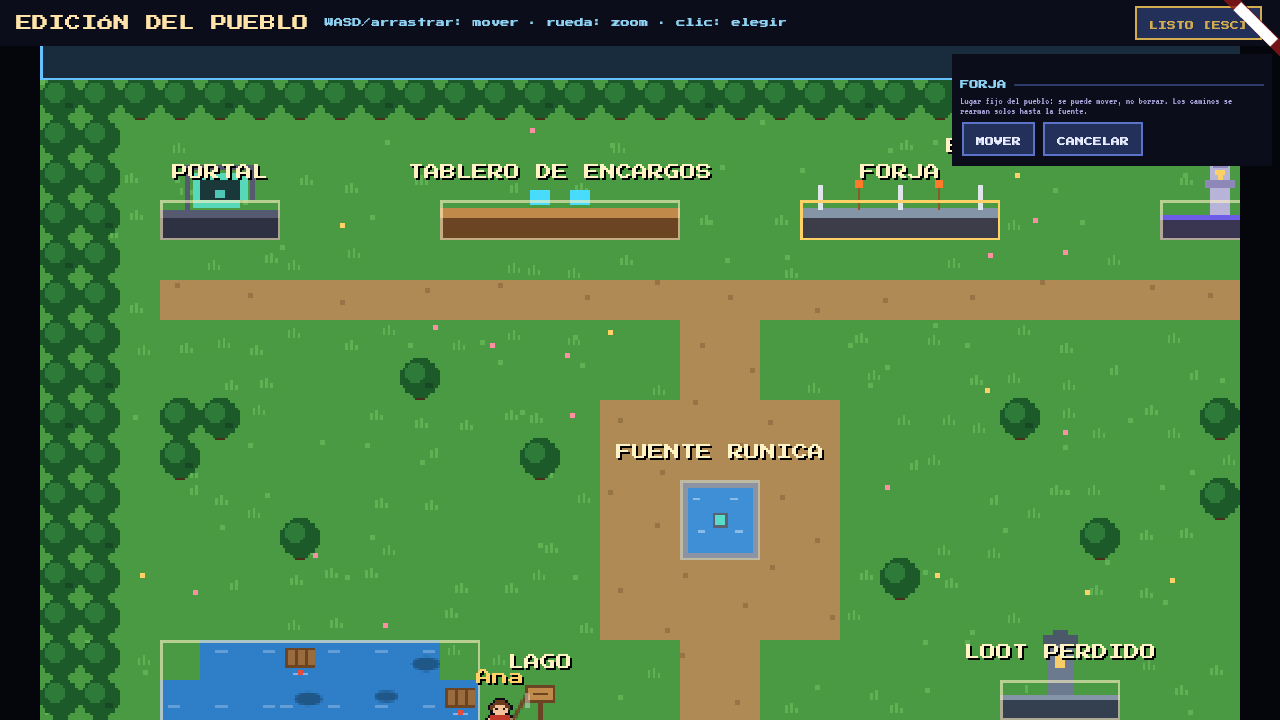 EDICIóN DEL PUEBLO
WASD/arrastrar: mover · rueda: zoom · clic: elegir
LISTO [ESC]
FORJA
Lugar fijo del pueblo: se puede mover, no borrar. Los caminos se
rearman solos hasta la fuente.
MOVER
CANCELAR
PORTAL
TABLERO DE ENCARGOS
FORJA
FUENTE RUNICA
LAGO
Ana
LOOT PERDIDO